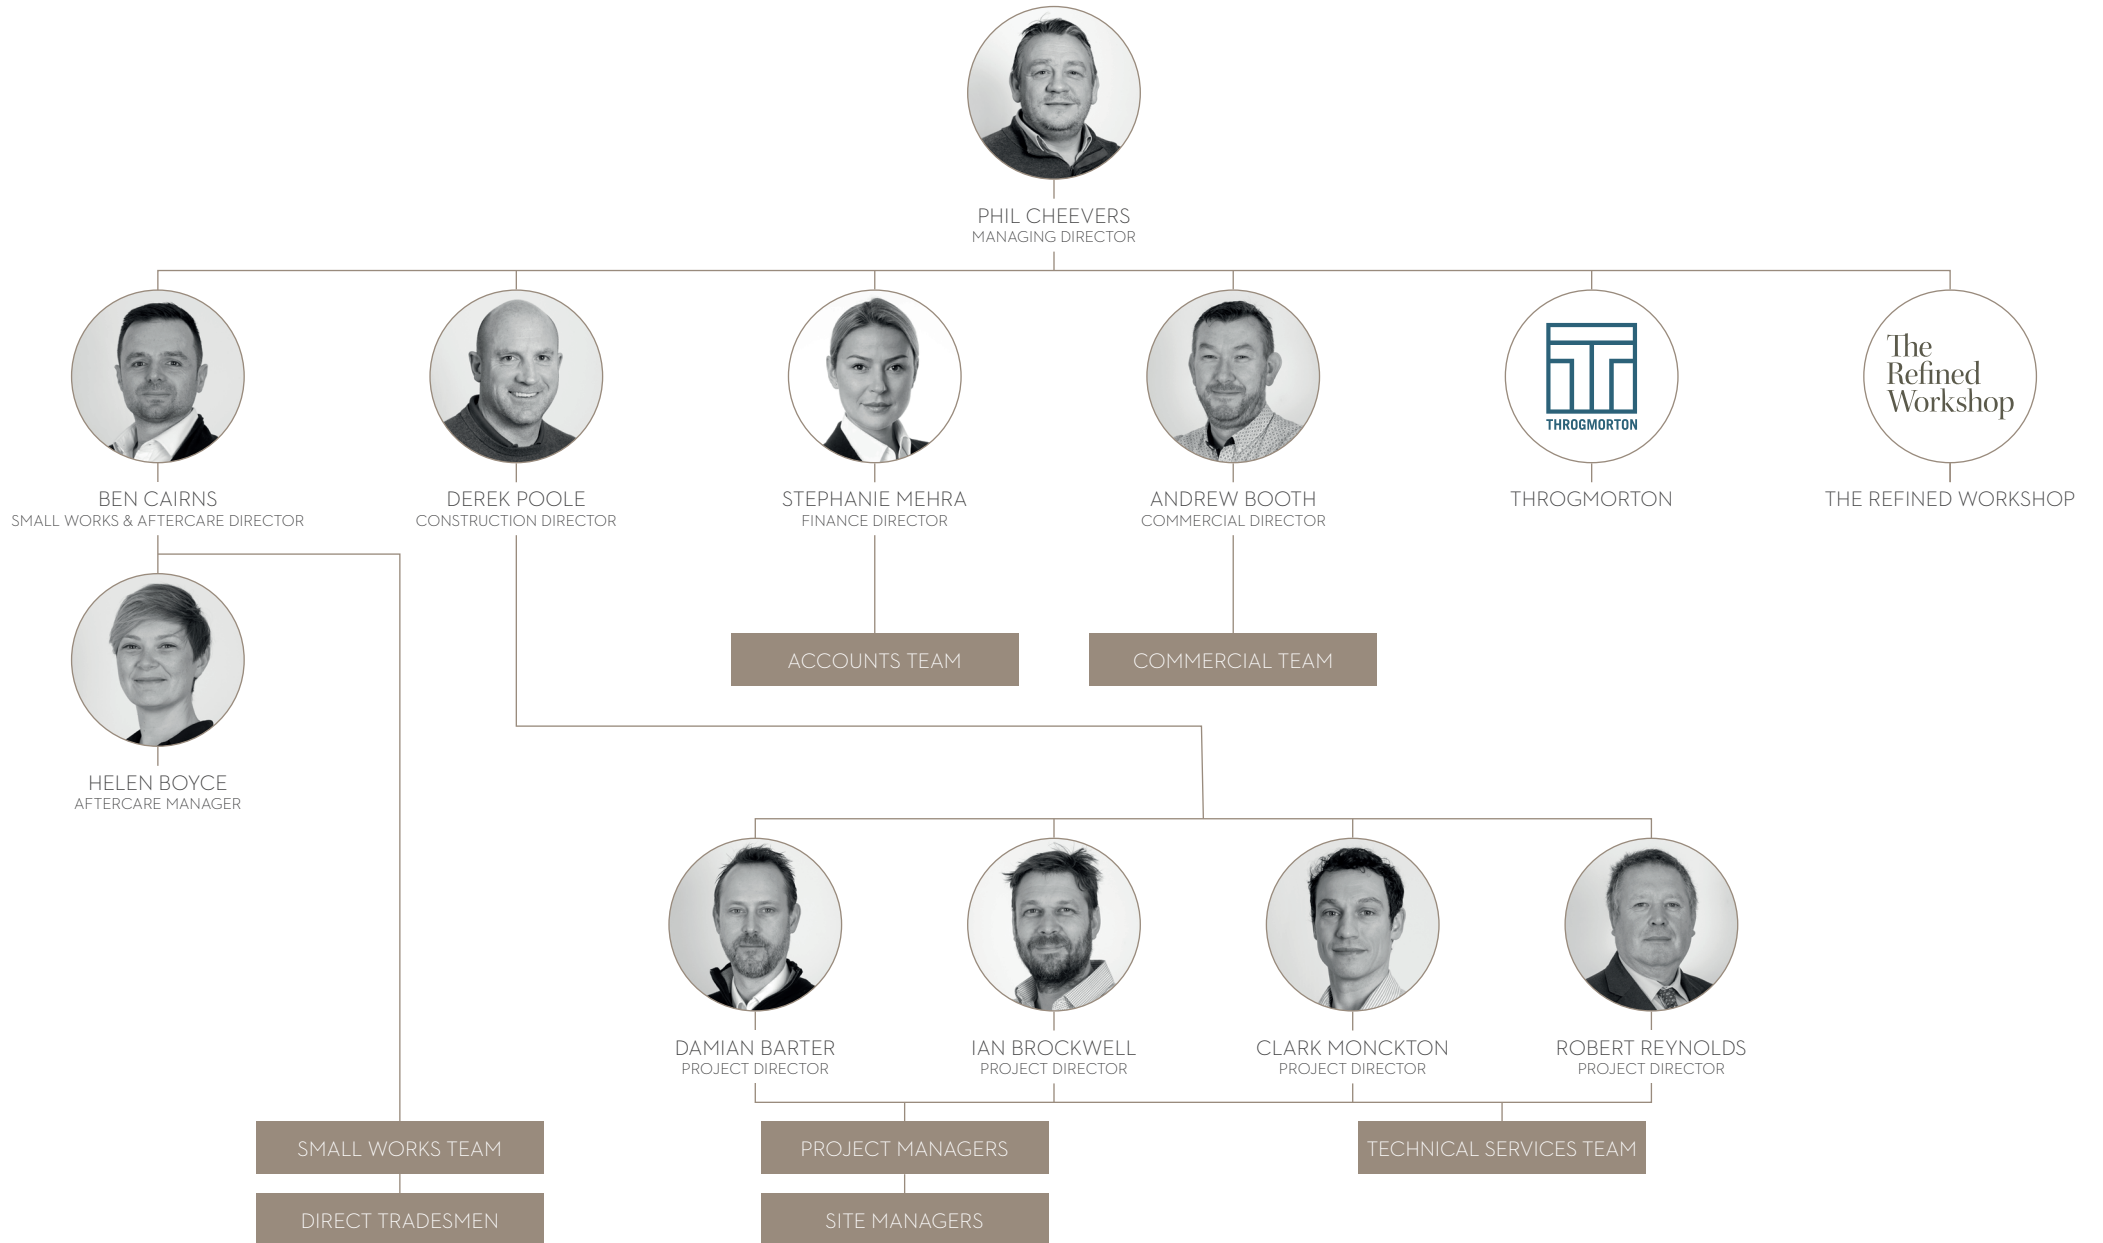 PHIL CHEEVERS
MANAGING DIRECTOR
THROGMORTON
The
Refined
Workshop
BEN CAIRNS
SMALL WORKS & AFTERCARE DIRECTOR
DEREK POOLE
CONSTRUCTION DIRECTOR
STEPHANIE MEHRA
FINANCE DIRECTOR
ANDREW BOOTH
COMMERCIAL DIRECTOR
THROGMORTON
THE REFINED WORKSHOP
ACCOUNTS TEAM
COMMERCIAL TEAM
HELEN BOYCE
AFTERCARE MANAGER
DAMIAN BARTER
PROJECT DIRECTOR
IAN BROCKWELL
PROJECT DIRECTOR
CLARK MONCKTON
PROJECT DIRECTOR
ROBERT REYNOLDS
PROJECT DIRECTOR
SMALL WORKS TEAM
PROJECT MANAGERS
TECHNICAL SERVICES TEAM
DIRECT TRADESMEN
SITE MANAGERS